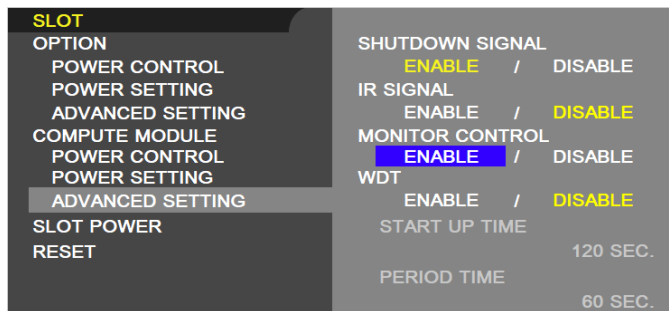 SLOT
OPTION
POWER CONTROL
POWER SETTING
ADVANCED SETTING
COMPUTE MODULE
POWER CONTROL
POWER SETTING
ADVANCED SETTING
SLOT POWER
RESET
SHUTDOWN SIGNAL
ENABLE / DISABLE
IR SIGNAL
ENABLE / DISABLE
MONITOR CONTROL
ENABLE / DISABLE
WDT
ENABLE / DISABLE
START UP TIME
120 SEC.
PERIOD TIME
60 SEC.